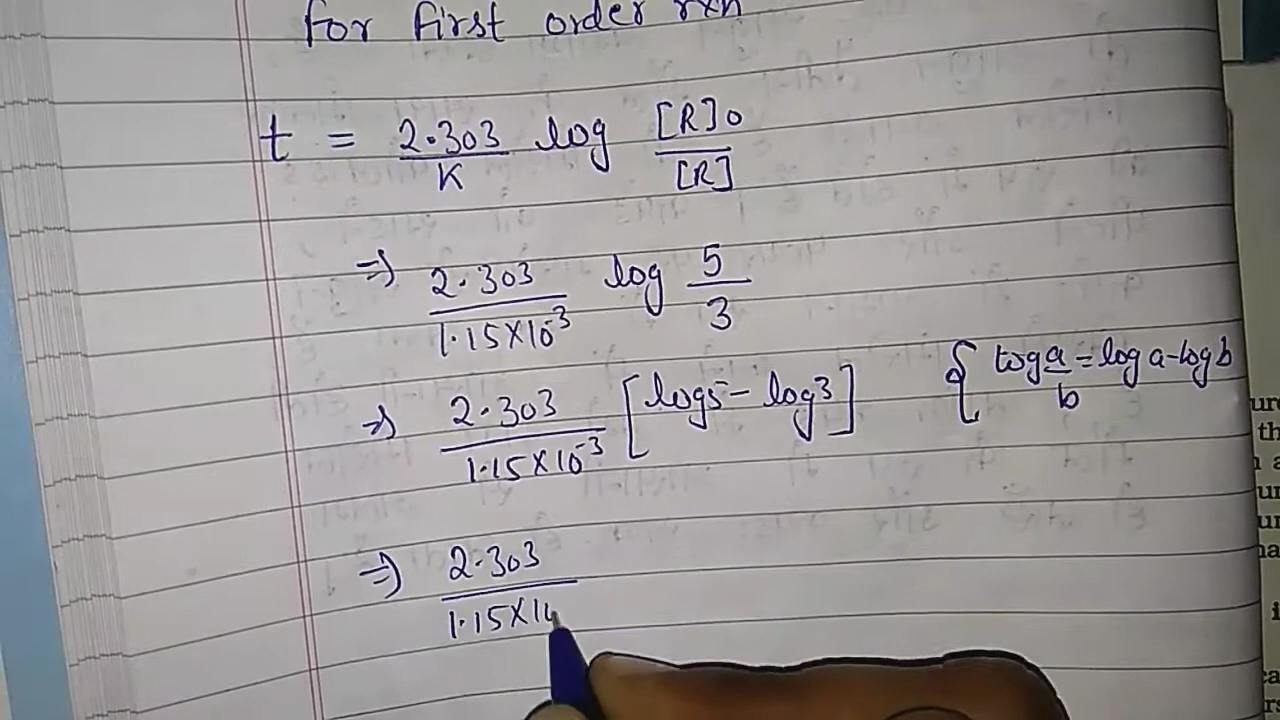 for first order rxn
t = 2.303/K log [R]0/[R]
⇒ 2.303/1.15×10⁻³ log 5/3
⇒ 2.303/1.15×10⁻³ [log5 - log3] { log a/b = log a - log b
⇒ 2.303/1.15×10